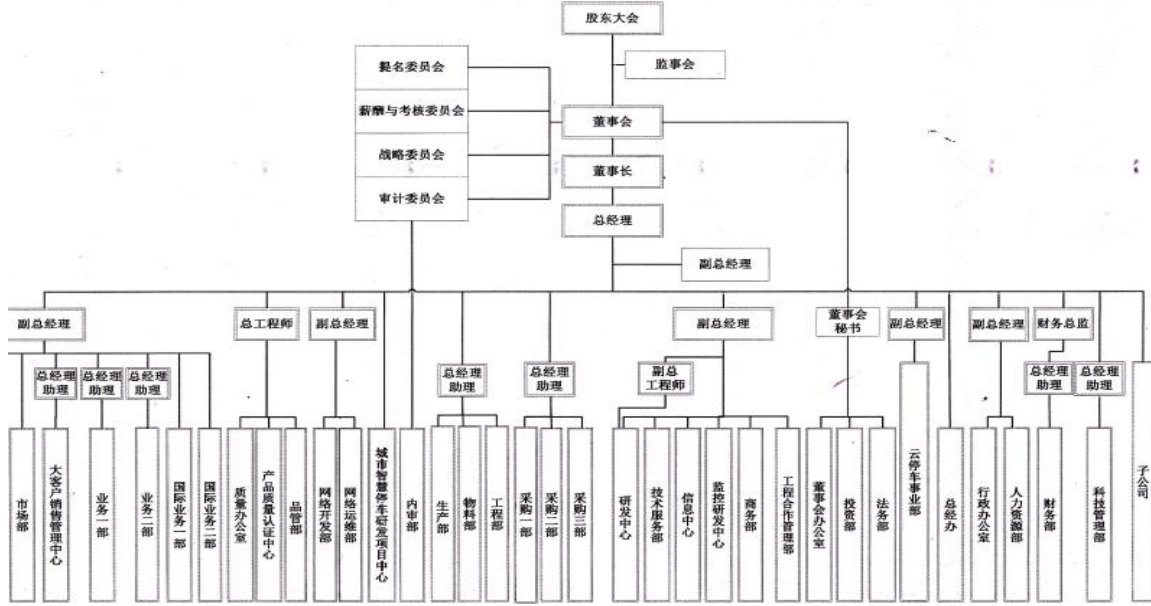 股东大会
监事会
提名委员会
薪酬与考核委员会
董事会
战略委员会
董事长
审计委员会
总经理
副总经理
副总经理
总工程师
副总经理
副总经理
董事会
秘书
副总经理
副总经理
财务总监
总经理
助理
总经理
助理
总经理
助理
总经理
助理
总经理
助理
副总
工程师
总经理
助理
总经理
助理
市场部
大客户销售管理中心
业务一部
业务二部
国际业务一部
国际业务二部
质量办公室
产品质量认证中心
品管部
网络开发部
网络运维部
城市智慧停车研发项目中心
内审部
生产部
物料部
工程部
采购一部
采购二部
采购三部
研发中心
技术服务部
信息中心
监控研发中心
商务部
工程合作管理部
董事会办公室
投资部
法务部
云停车事业部
总经办
行政办公室
人力资源部
财务部
科技管理部
子公司